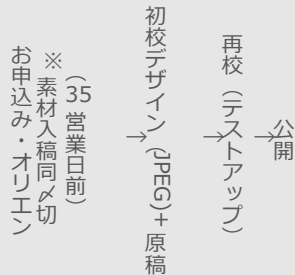 お申込み・オリエン
※素材入稿同〆切
(35営業日前)
→
初校デザイン(JPEG)+原稿
→
再校(テストアップ)
→
公開